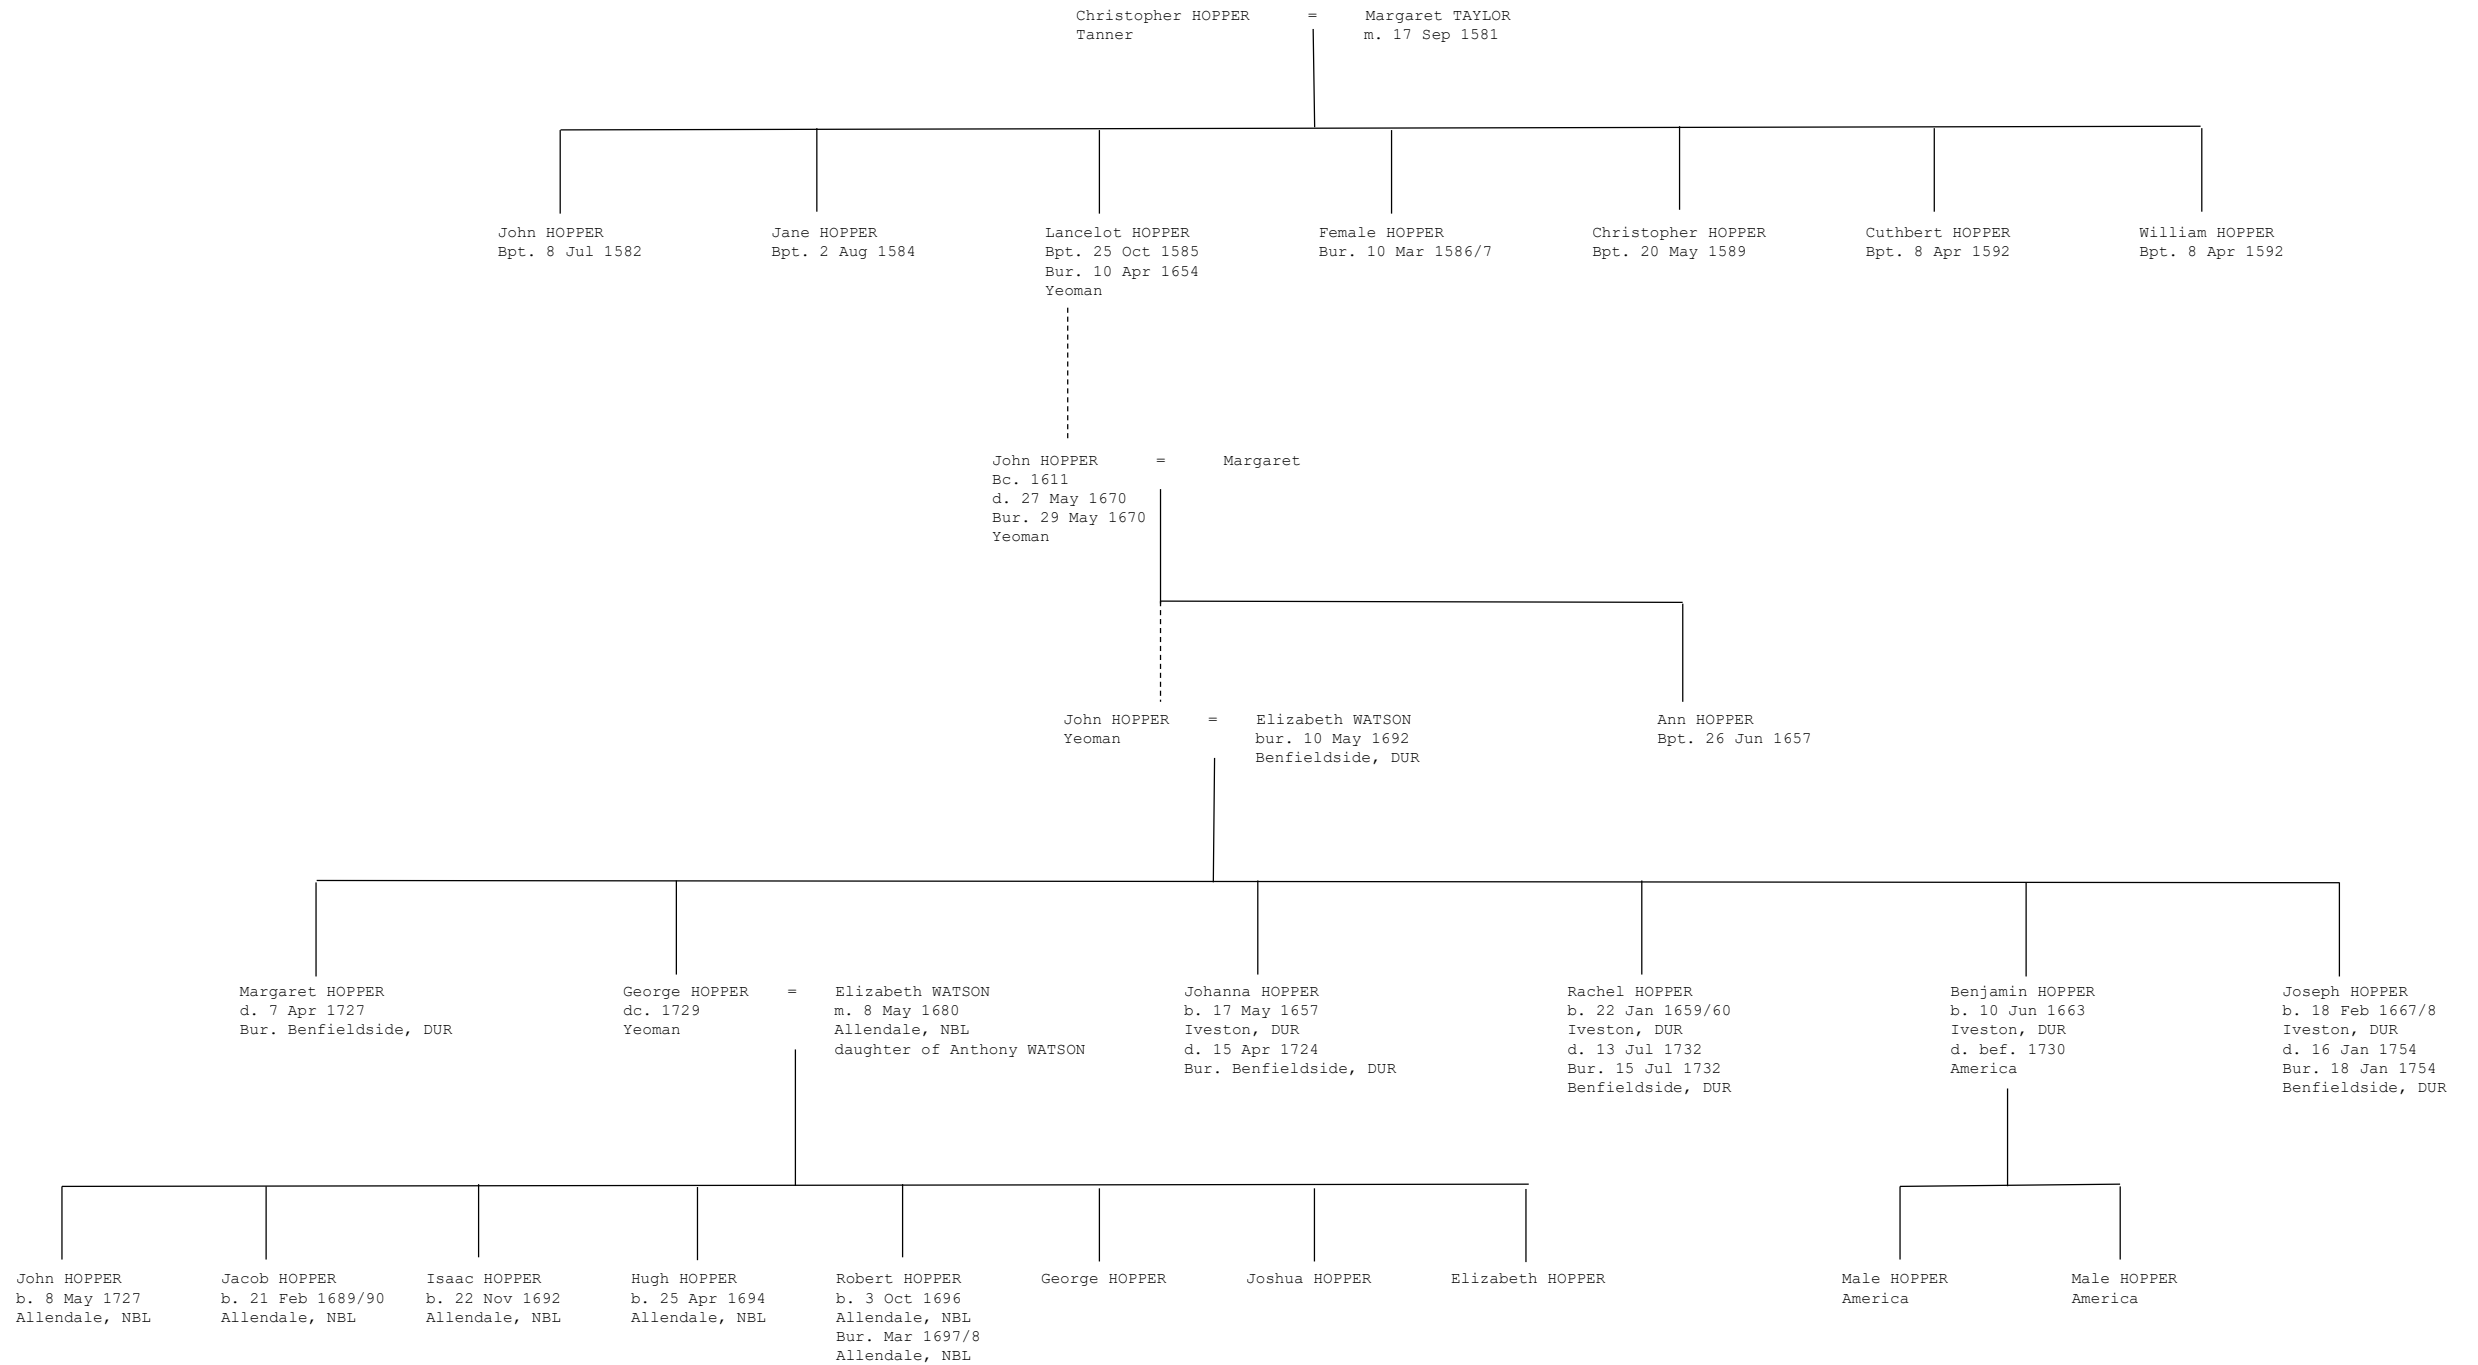 Christopher HOPPER = Margaret TAYLOR
Tanner m. 17 Sep 1581
John HOPPER
Bpt. 8 Jul 1582
Jane HOPPER
Bpt. 2 Aug 1584
Lancelot HOPPER
Bpt. 25 Oct 1585
Bur. 10 Apr 1654
Yeoman
Female HOPPER
Bur. 10 Mar 1586/7
Christopher HOPPER
Bpt. 20 May 1589
Cuthbert HOPPER
Bpt. 8 Apr 1592
William HOPPER
Bpt. 8 Apr 1592
John HOPPER = Margaret
Bc. 1611
d. 27 May 1670
Bur. 29 May 1670
Yeoman
John HOPPER = Elizabeth WATSON
Yeoman bur. 10 May 1692
Benfieldside, DUR
Ann HOPPER
Bpt. 26 Jun 1657
Margaret HOPPER
d. 7 Apr 1727
Bur. Benfieldside, DUR
George HOPPER = Elizabeth WATSON
dc. 1729 m. 8 May 1680
Yeoman Allendale, NBL
daughter of Anthony WATSON
Johanna HOPPER
b. 17 May 1657
Iveston, DUR
d. 15 Apr 1724
Bur. Benfieldside, DUR
Rachel HOPPER
b. 22 Jan 1659/60
Iveston, DUR
d. 13 Jul 1732
Bur. 15 Jul 1732
Benfieldside, DUR
Benjamin HOPPER
b. 10 Jun 1663
Iveston, DUR
d. bef. 1730
America
Joseph HOPPER
b. 18 Feb 1667/8
Iveston, DUR
d. 16 Jan 1754
Bur. 18 Jan 1754
Benfieldside, DUR
John HOPPER
b. 8 May 1727
Allendale, NBL
Jacob HOPPER
b. 21 Feb 1689/90
Allendale, NBL
Isaac HOPPER
b. 22 Nov 1692
Allendale, NBL
Hugh HOPPER
b. 25 Apr 1694
Allendale, NBL
Robert HOPPER
b. 3 Oct 1696
Allendale, NBL
Bur. Mar 1697/8
Allendale, NBL
George HOPPER
Joshua HOPPER
Elizabeth HOPPER
Male HOPPER
America
Male HOPPER
America